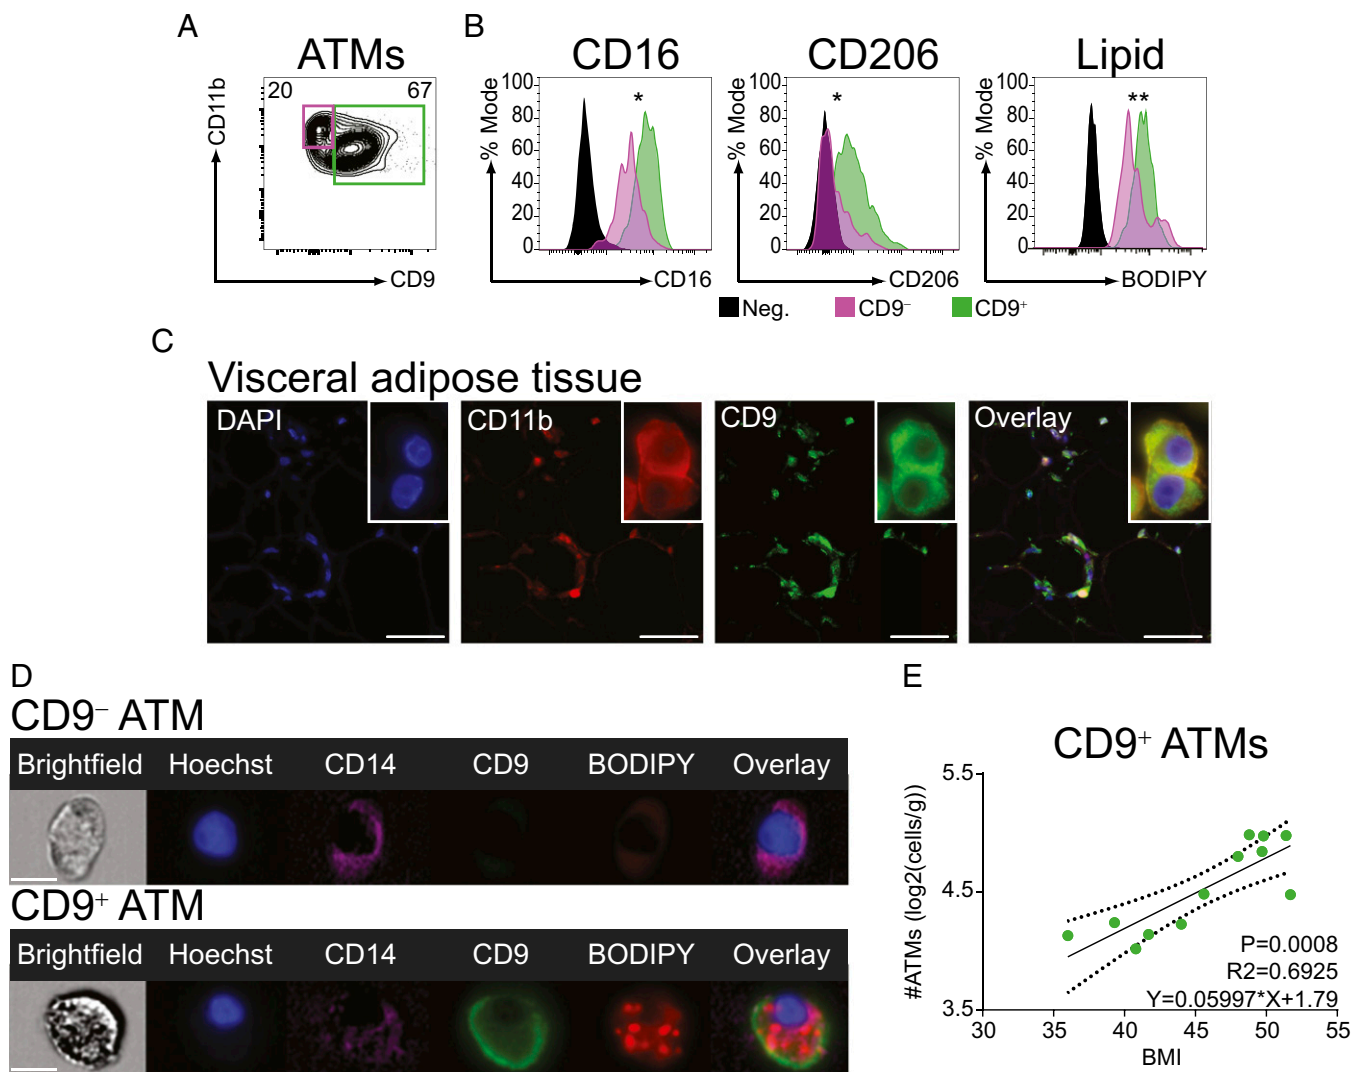 A
ATMs
20
67
CD11b
CD9
B
CD16
CD206
Lipid
% Mode
100
80
60
40
20
0
*
CD16
% Mode
100
80
60
40
20
0
*
CD206
% Mode
100
80
60
40
20
0
**
BODIPY
Neg.
CD9⁻
CD9⁺
C
Visceral adipose tissue
DAPI
CD11b
CD9
Overlay
D
CD9⁻ ATM
Brightfield Hoechst CD14 CD9 BODIPY Overlay
CD9⁺ ATM
Brightfield Hoechst CD14 CD9 BODIPY Overlay
E
CD9⁺ ATMs
#ATMs (log2(cells/g))
5.5
4.5
3.5
P=0.0008
R2=0.6925
Y=0.05997*X+1.79
30 35 40 45 50 55
BMI